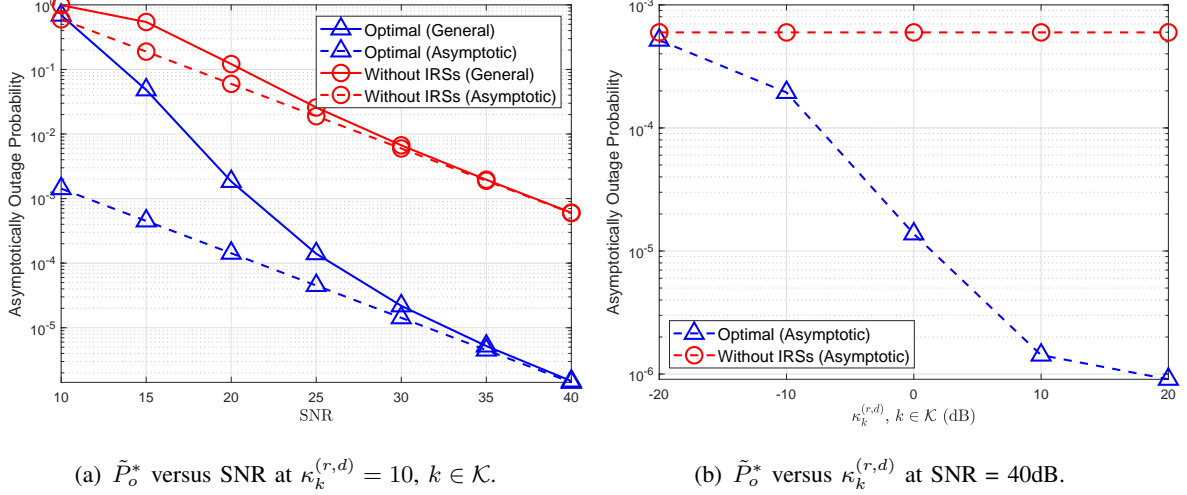 10^0
10^-1
10^-2
10^-3
10^-4
10^-5
10 15 20 25 30 35 40
SNR
Asymptotically Outage Probability
Optimal (General)
Optimal (Asymptotic)
Without IRSs (General)
Without IRSs (Asymptotic)
(a) P̃_o^* versus SNR at κ_k^{(r,d)} = 10, k ∈ 𝒦.
10^-3
10^-4
10^-5
10^-6
-20 -10 0 10 20
κ_k^{(r,d)}, k ∈ 𝒦 (dB)
Asymptotically Outage Probability
Optimal (Asymptotic)
Without IRSs (Asymptotic)
(b) P̃_o^* versus κ_k^{(r,d)} at SNR = 40dB.